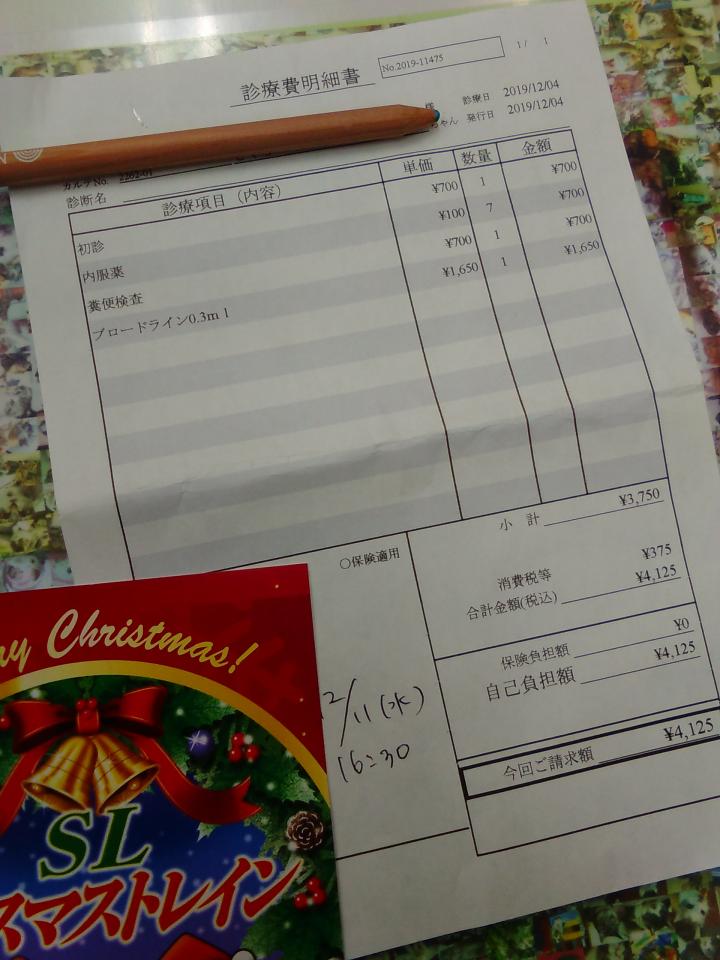 診療費明細書
No.2019-11475
1 / 1
様 診療日 2019/12/04
ちゃん 発行日 2019/12/04
カルテNo. 2262-01
診断名
診療項目（内容） 単価 数量 金額
初診 ¥700 1 ¥700
内服薬 ¥100 7 ¥700
糞便検査 ¥700 1 ¥700
ブロードライン0.3ml ¥1,650 1 ¥1,650
小計 ¥3,750
○保険適用
消費税等 ¥375
合計金額(税込) ¥4,125
保険負担額 ¥0
自己負担額 ¥4,125
今回ご請求額 ¥4,125
12/11 (水)
16:30
Christmas!
SL
スマストレイン